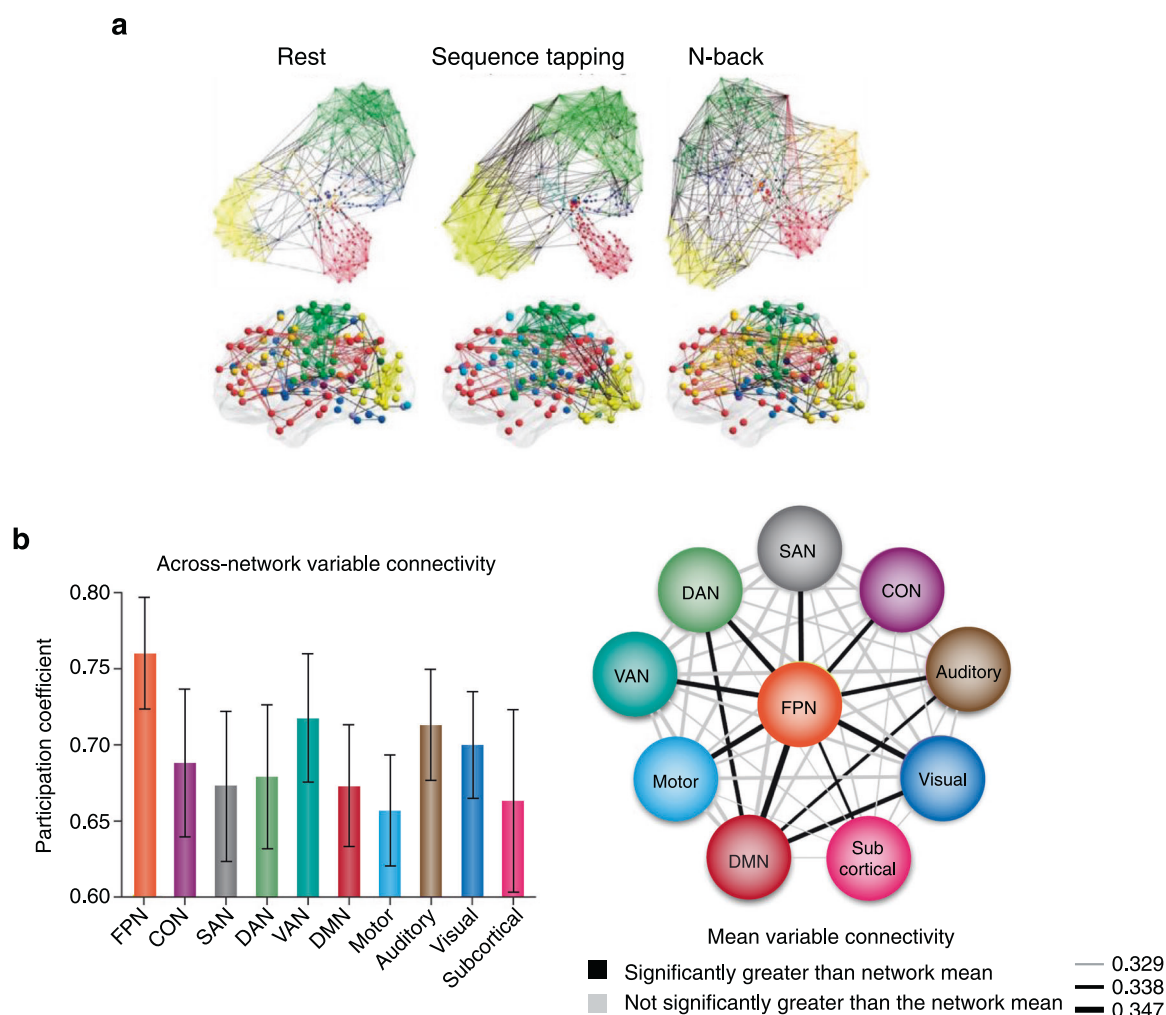 a
Rest
Sequence tapping
N-back
b
Across-network variable connectivity
Participation coefficient
0.80
0.75
0.70
0.65
0.60
FPN
CON
SAN
DAN
VAN
DMN
Motor
Auditory
Visual
Subcortical
SAN
DAN
CON
VAN
Auditory
FPN
Motor
Visual
DMN
Sub
cortical
Mean variable connectivity
Significantly greater than network mean
Not significantly greater than the network mean
0.329
0.338
0.347